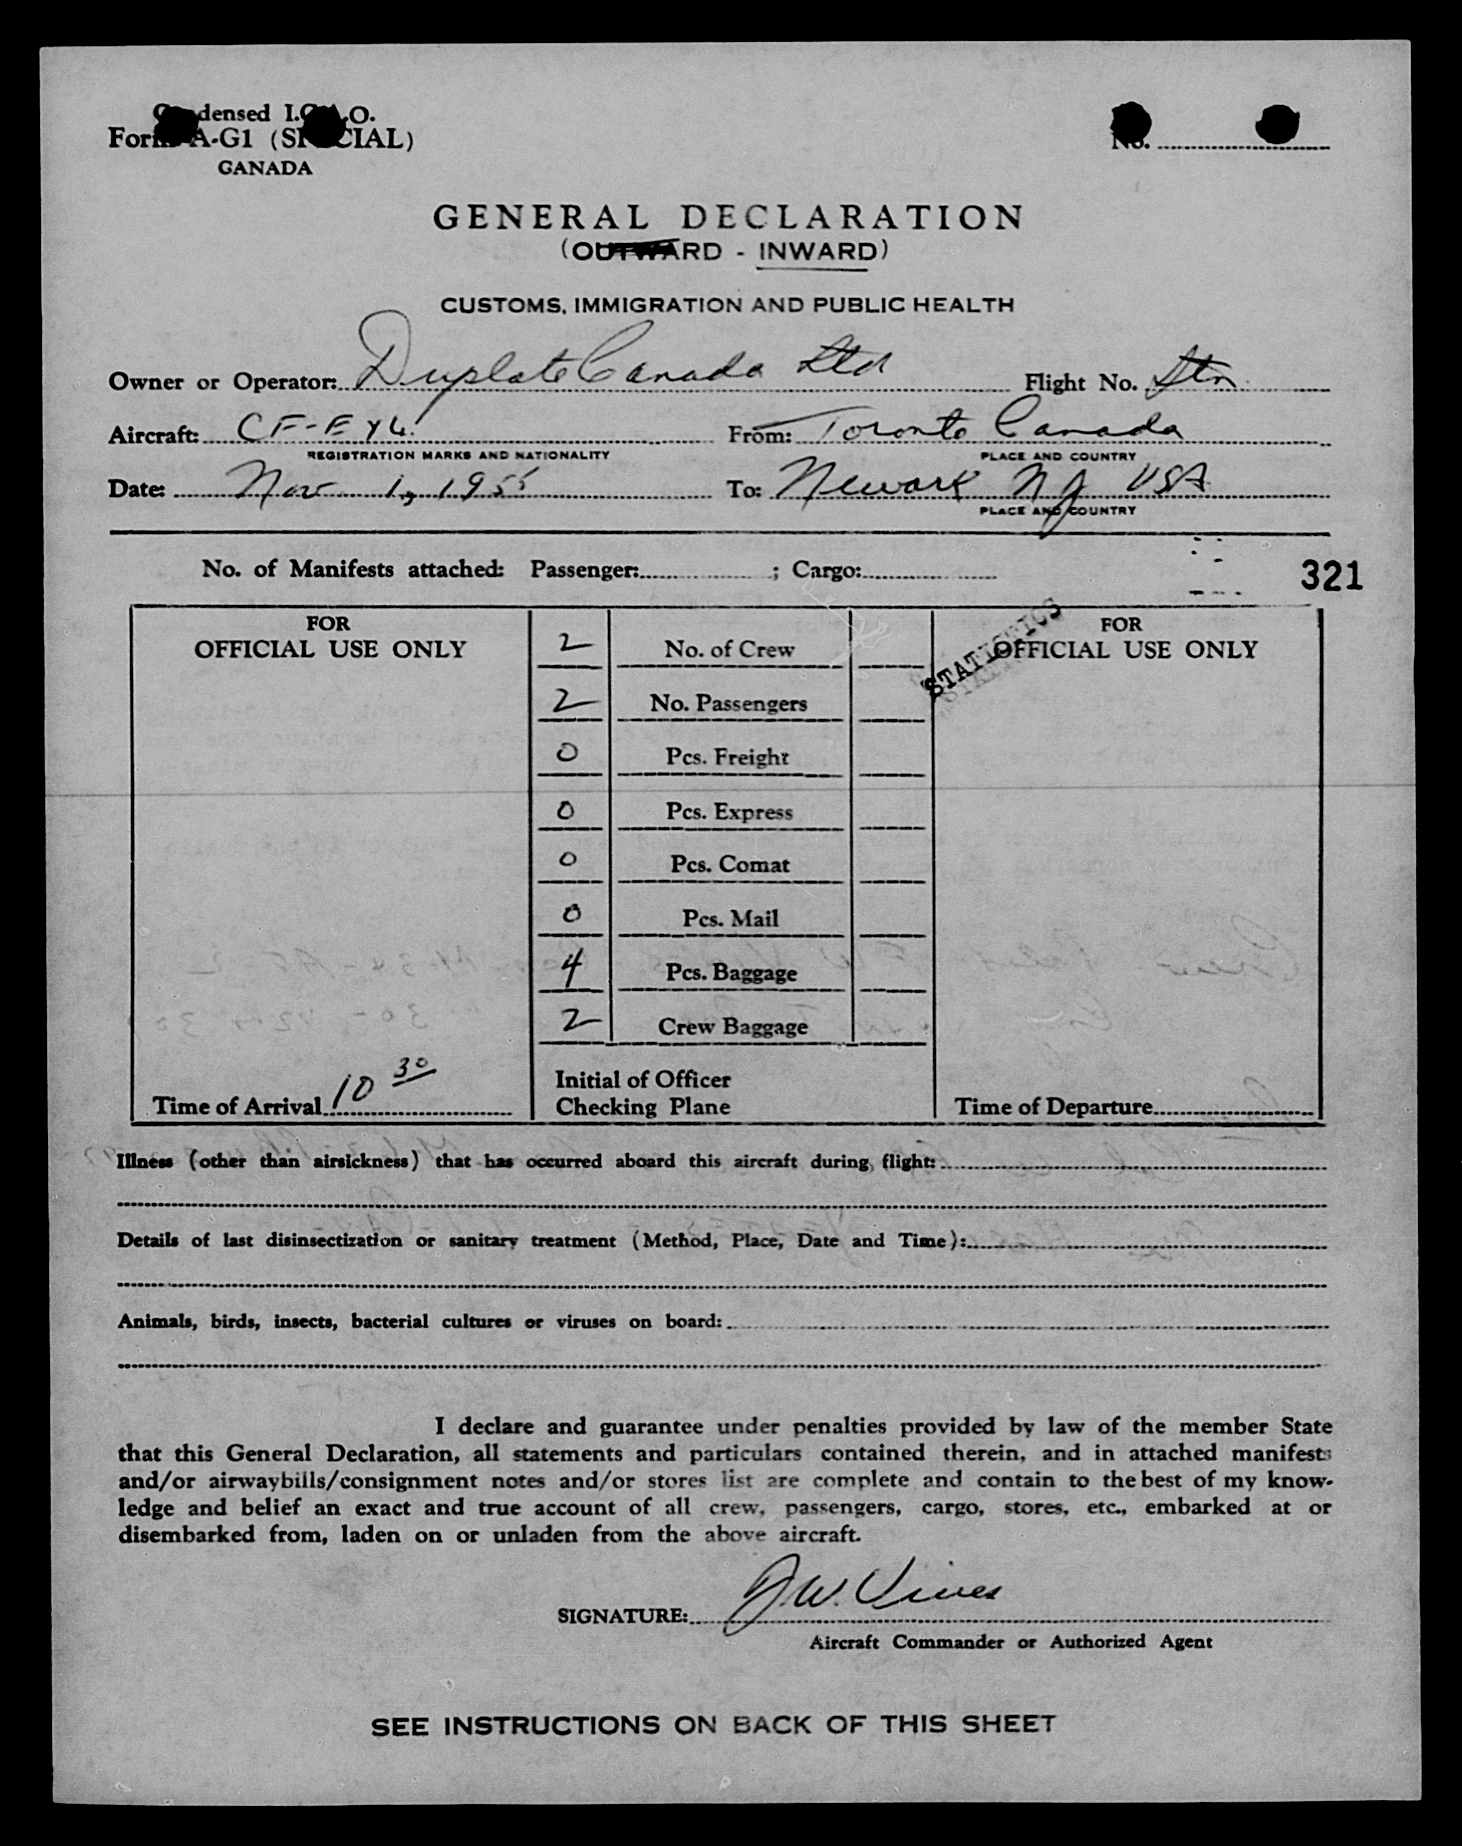 Condensed I.C.A.O.
Form A-G1 (SPECIAL)
CANADA
No.
GENERAL DECLARATION
(OUTWARD - INWARD)
CUSTOMS, IMMIGRATION AND PUBLIC HEALTH
Owner or Operator: Duplate Canada Ltd Flight No.
Aircraft: CF-EYL From: Toronto Canada
REGISTRATION MARKS AND NATIONALITY PLACE AND COUNTRY
Date: Nov 1, 1955 To: Newark NJ USA
PLACE AND COUNTRY
No. of Manifests attached: Passenger: ; Cargo:
321
FOR
OFFICIAL USE ONLY
2 No. of Crew
STATISTICS
FOR
OFFICIAL USE ONLY
2 No. Passengers
0 Pcs. Freight
0 Pcs. Express
0 Pcs. Comat
0 Pcs. Mail
4 Pcs. Baggage
2 Crew Baggage
Time of Arrival 10 30
Initial of Officer
Checking Plane
Time of Departure
Illness (other than airsickness) that has occurred aboard this aircraft during flight:
Details of last disinsectization or sanitary treatment (Method, Place, Date and Time):
Animals, birds, insects, bacterial cultures or viruses on board:
I declare and guarantee under penalties provided by law of the member State
that this General Declaration, all statements and particulars contained therein, and in attached manifests
and/or airwaybills/consignment notes and/or stores list are complete and contain to the best of my know-
ledge and belief an exact and true account of all crew, passengers, cargo, stores, etc., embarked at or
disembarked from, laden on or unladen from the above aircraft.
SIGNATURE: J.W. Vives
Aircraft Commander or Authorized Agent
SEE INSTRUCTIONS ON BACK OF THIS SHEET